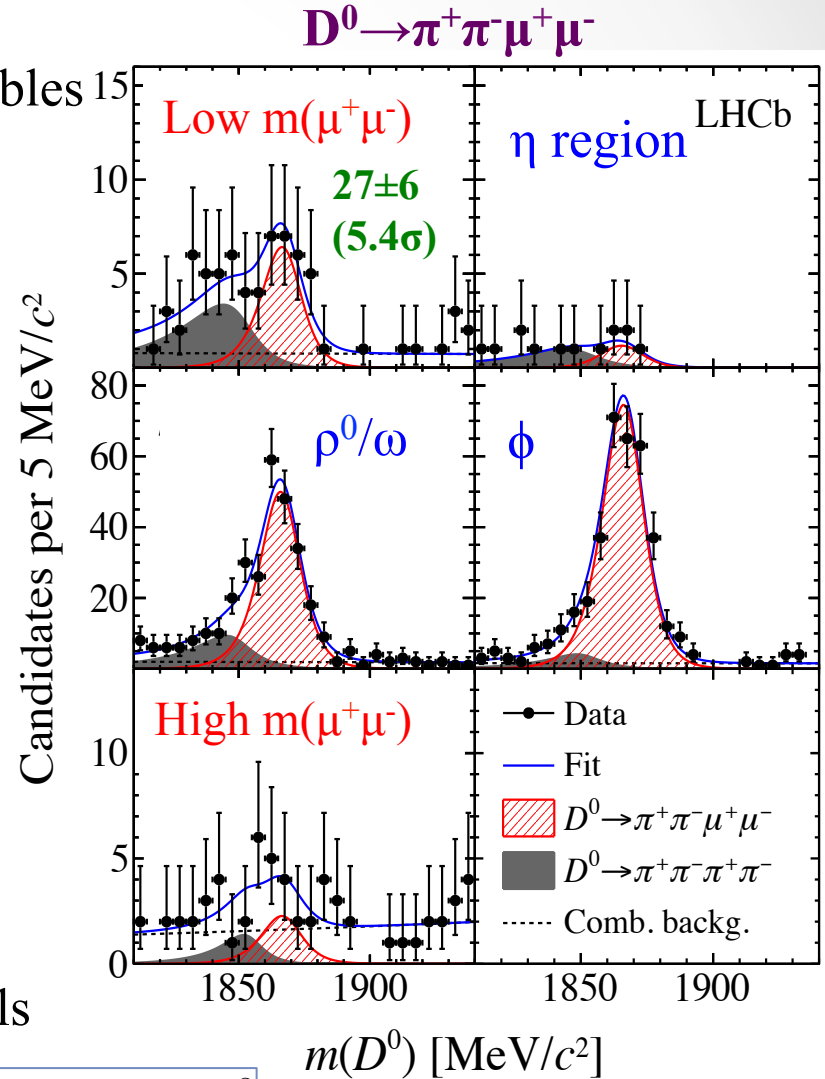 D⁰→π⁺π⁻μ⁺μ⁻
bles
Low m(μ⁺μ⁻)
27±6
(5.4σ)
η region
LHCb
15
10
5
ρ⁰/ω
ϕ
80
60
40
20
High m(μ⁺μ⁻)
10
5
0
Data
Fit
D⁰→π⁺π⁻μ⁺μ⁻
D⁰→π⁺π⁻π⁺π⁻
Comb. backg.
1850
1900
1850
1900
Candidates per 5 MeV/c²
ls
m(D⁰) [MeV/c²]